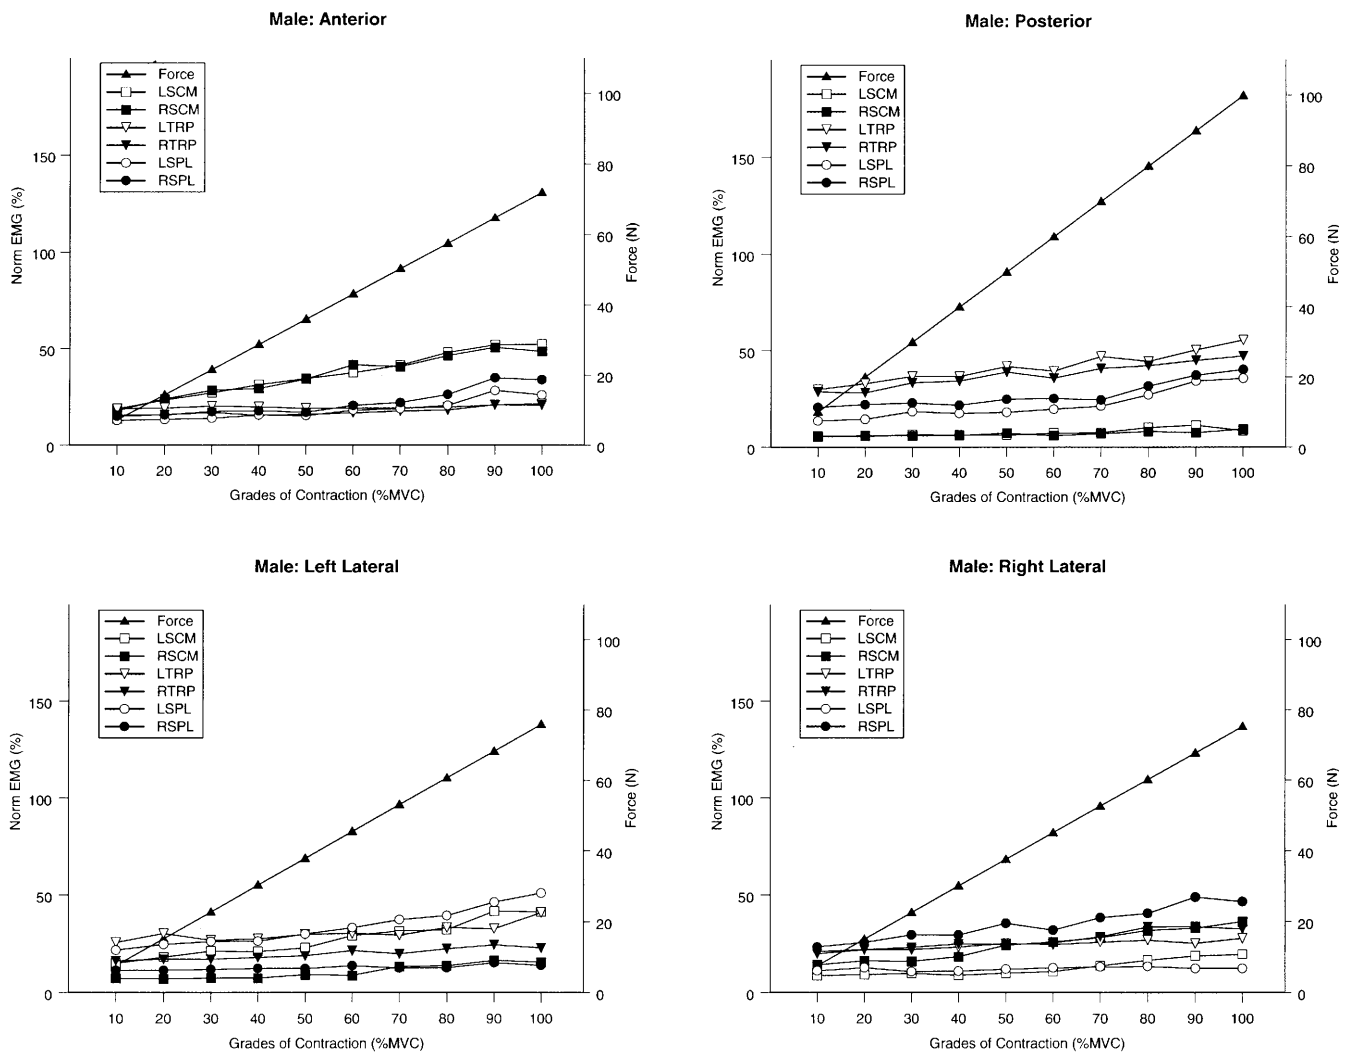 Male: Anterior
Force
LSCM
RSCM
LTRP
RTRP
LSPL
RSPL
Norm EMG (%)
150
100
50
0
100
80
60
40
20
0
Force (N)
10 20 30 40 50 60 70 80 90 100
Grades of Contraction (%MVC)
Male: Posterior
Force
LSCM
RSCM
LTRP
RTRP
LSPL
RSPL
Norm EMG (%)
150
100
50
0
100
80
60
40
20
0
Force (N)
10 20 30 40 50 60 70 80 90 100
Grades of Contraction (%MVC)
Male: Left Lateral
Force
LSCM
RSCM
LTRP
RTRP
LSPL
RSPL
Norm EMG (%)
150
100
50
0
100
80
60
40
20
0
Force (N)
10 20 30 40 50 60 70 80 90 100
Grades of Contraction (%MVC)
Male: Right Lateral
Force
LSCM
RSCM
LTRP
RTRP
LSPL
RSPL
Norm EMG (%)
150
100
50
0
100
80
60
40
20
0
Force (N)
10 20 30 40 50 60 70 80 90 100
Grades of Contraction (%MVC)